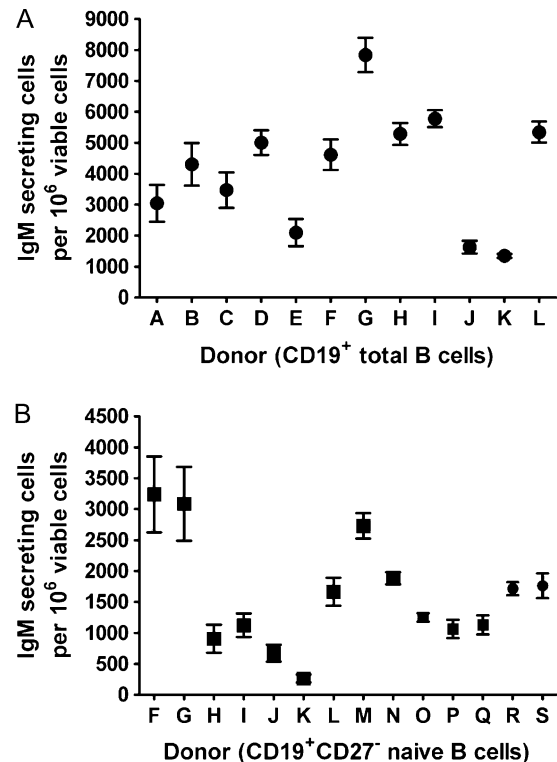 A
IgM secreting cells
per 10⁶ viable cells
9000
8000
7000
6000
5000
4000
3000
2000
1000
0
A B C D E F G H I J K L
Donor (CD19⁺ total B cells)
B
IgM secreting cells
per 10⁶ viable cells
4500
4000
3500
3000
2500
2000
1500
1000
500
0
F G H I J K L M N O P Q R S
Donor (CD19⁺CD27⁻ naive B cells)